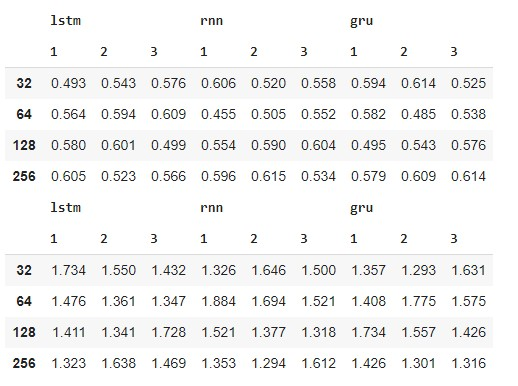 lstm rnn gru
1 2 3 1 2 3 1 2 3
32 0.493 0.543 0.576 0.606 0.520 0.558 0.594 0.614 0.525
64 0.564 0.594 0.609 0.455 0.505 0.552 0.582 0.485 0.538
128 0.580 0.601 0.499 0.554 0.590 0.604 0.495 0.543 0.576
256 0.605 0.523 0.566 0.596 0.615 0.534 0.579 0.609 0.614
lstm rnn gru
1 2 3 1 2 3 1 2 3
32 1.734 1.550 1.432 1.326 1.646 1.500 1.357 1.293 1.631
64 1.476 1.361 1.347 1.884 1.694 1.521 1.408 1.775 1.575
128 1.411 1.341 1.728 1.521 1.377 1.318 1.734 1.557 1.426
256 1.323 1.638 1.469 1.353 1.294 1.612 1.426 1.301 1.316